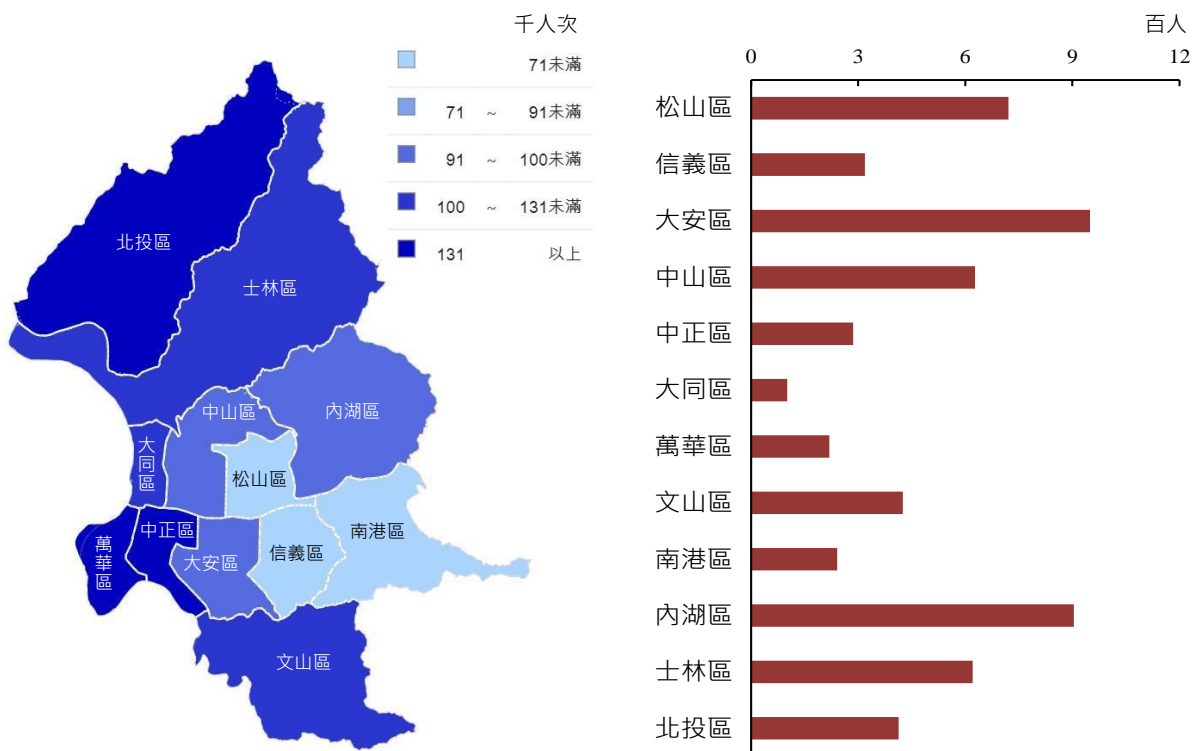 千人次
71未滿
71 ~ 91未滿
91 ~ 100未滿
100 ~ 131未滿
131 以上
北投區
士林區
中山區
內湖區
大同區
松山區
南港區
中正區
萬華區
大安區
信義區
文山區
百人
0 3 6 9 12
松山區
信義區
大安區
中山區
中正區
大同區
萬華區
文山區
南港區
內湖區
士林區
北投區